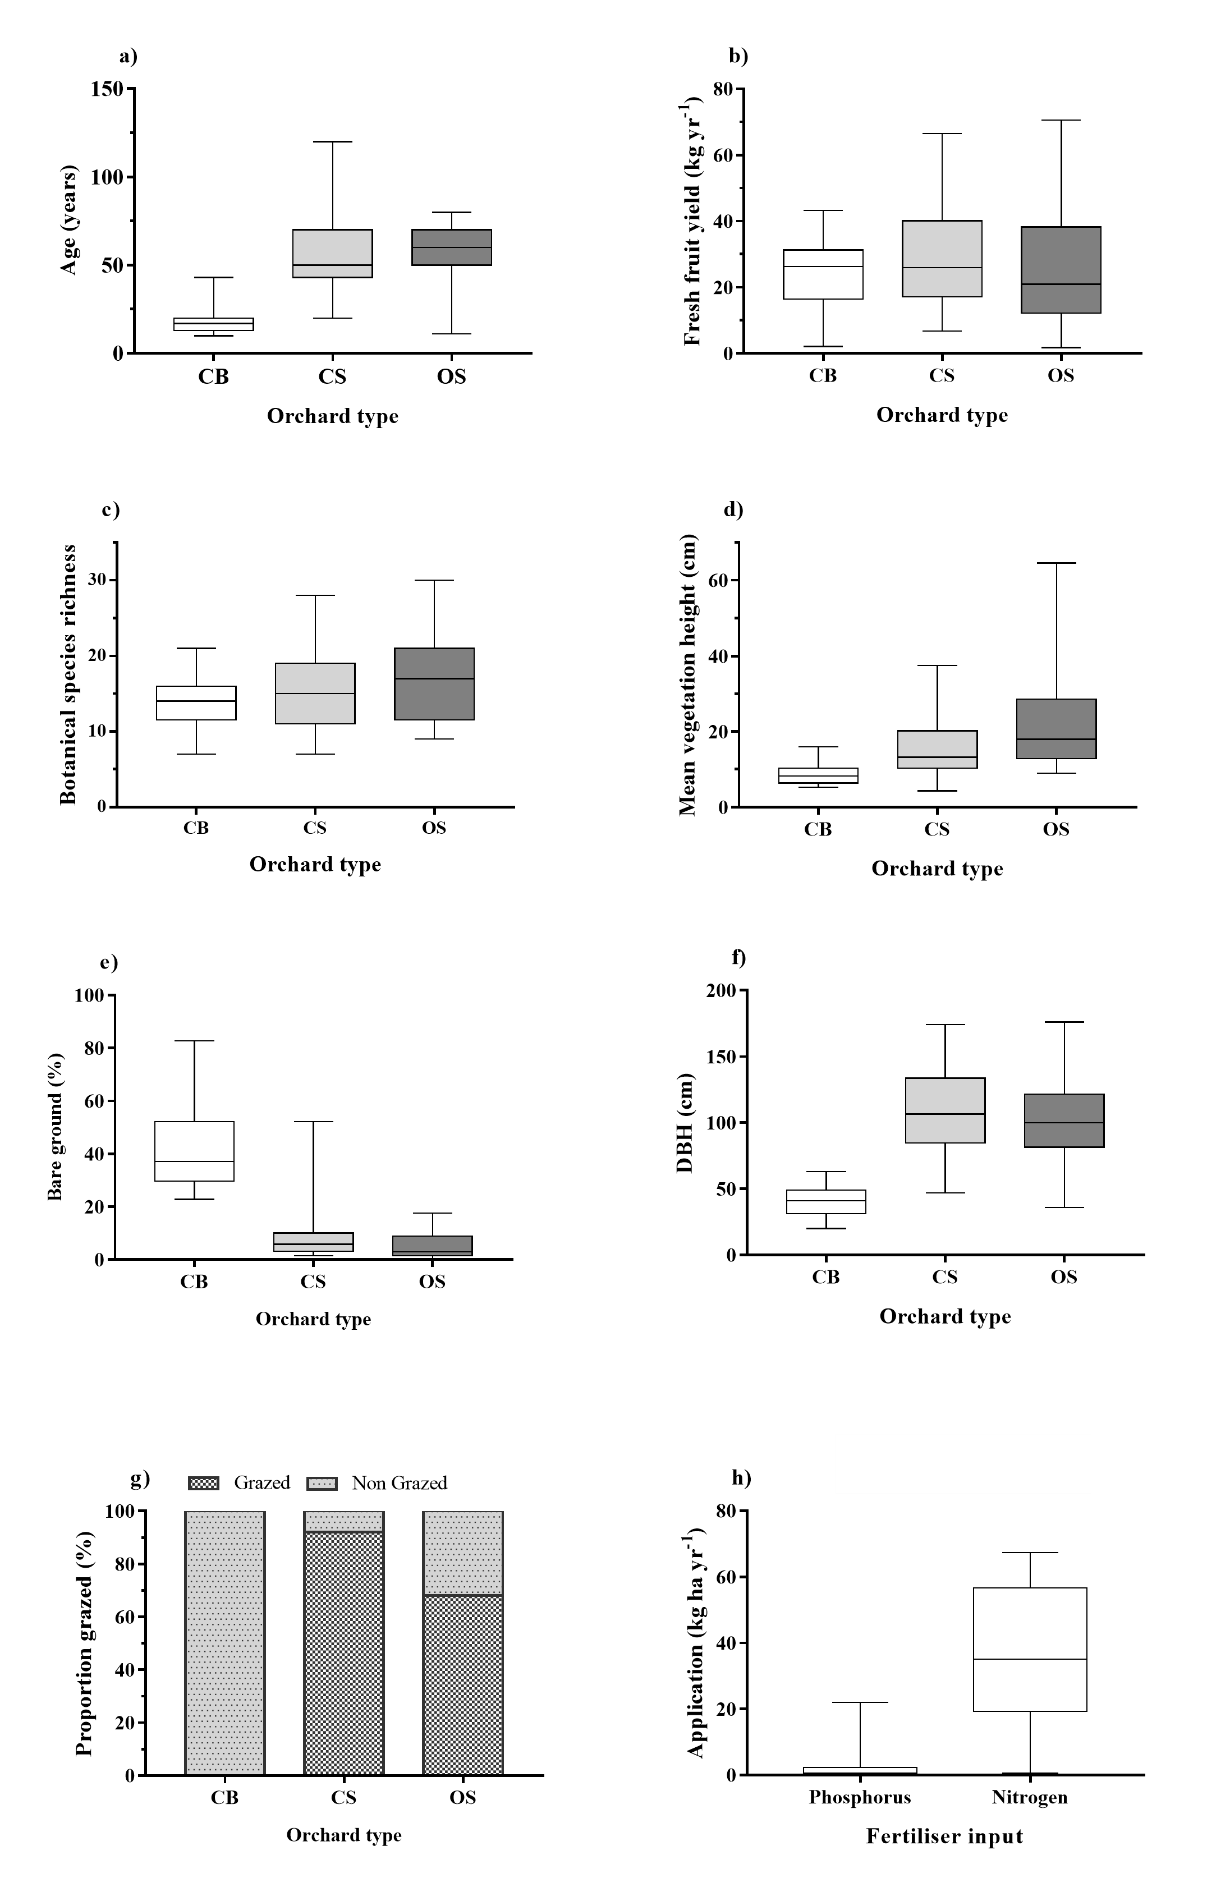 a)
Age (years)
150
100
50
0
CB CS OS
Orchard type
b)
Fresh fruit yield (kg yr-1)
80
60
40
20
0
CB CS OS
Orchard type
c)
Botanical species richness
30
20
10
0
CB CS OS
Orchard type
d)
Mean vegetation height (cm)
60
40
20
0
CB CS OS
Orchard type
e)
Bare ground (%)
100
80
60
40
20
0
CB CS OS
Orchard type
f)
DBH (cm)
200
150
100
50
0
CB CS OS
Orchard type
g)
Grazed Non Grazed
Proportion grazed (%)
100
80
60
40
20
0
CB CS OS
Orchard type
h)
Application (kg ha yr-1)
80
60
40
20
0
Phosphorus Nitrogen
Fertiliser input